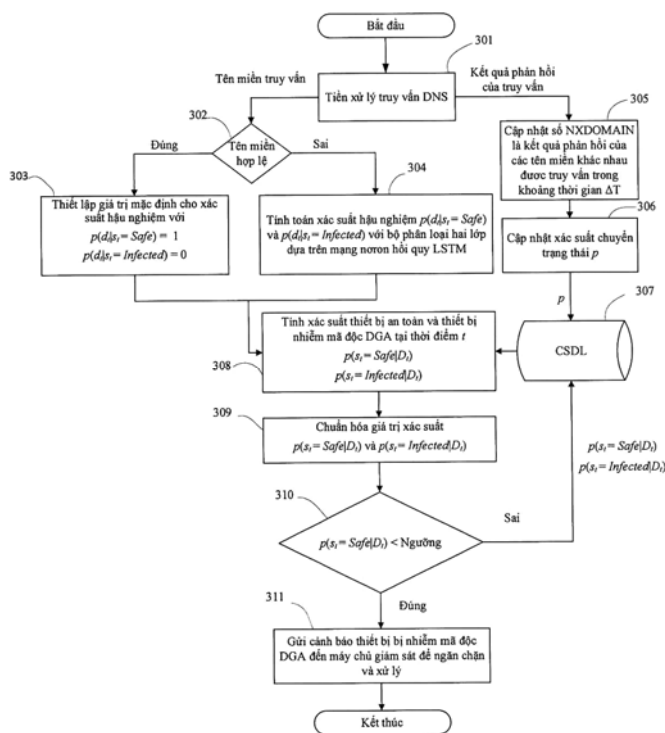 Bắt đầu
301
Tên miền truy vấn
Kết quả phản hồi
của truy vấn
Tiền xử lý truy vấn DNS
302
Tên miền
hợp lệ
Đúng
Sai
305
Cập nhật số NXDOMAIN
là kết quả phản hồi của
các tên miền khác nhau
được truy vấn trong
khoảng thời gian ΔT
303
Thiết lập giá trị mặc định cho xác
suất hậu nghiệm với
p(dₜ|sₜ = Safe) = 1
p(dₜ|sₜ = Infected) = 0
304
Tính toán xác suất hậu nghiệm p(dₜ|sₜ = Safe)
và p(dₜ|sₜ = Infected) với bộ phân loại hai lớp
dựa trên mạng nơron hồi quy LSTM
306
Cập nhật xác suất chuyển
trạng thái p
p
307
CSDL
308
Tính xác suất thiết bị an toàn và thiết bị
nhiễm mã độc DGA tại thời điểm t
p(sₜ = Safe|Dₜ)
p(sₜ = Infected|Dₜ)
309
Chuẩn hóa giá trị xác suất
p(sₜ = Safe|Dₜ) và p(sₜ = Infected|Dₜ)
p(sₜ = Safe|Dₜ)
p(sₜ = Infected|Dₜ)
310
p(sₜ = Safe|Dₜ) < Ngưỡng
Sai
Đúng
311
Gửi cảnh báo thiết bị bị nhiễm mã độc
DGA đến máy chủ giám sát để ngăn chặn
và xử lý
Kết thúc